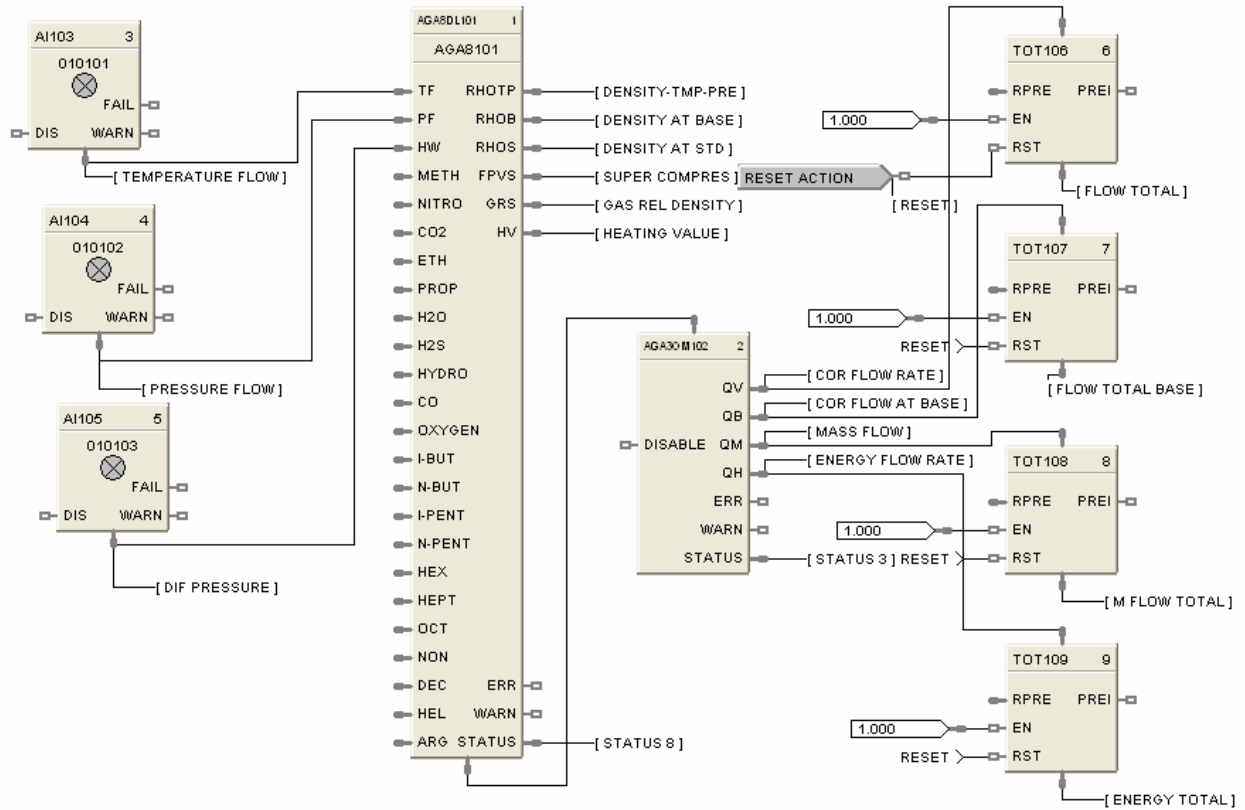 AI103 3
010101
FAIL
DIS WARN
[ TEMPERATURE FLOW ]
AI104 4
010102
FAIL
DIS WARN
[ PRESSURE FLOW ]
AI105 5
010103
FAIL
DIS WARN
[ DIF PRESSURE ]
AGA8DL101 1
AGA8101
TF RHOTP [ DENSITY-TMP-PRE ]
PF RHOB [ DENSITY AT BASE ]
HW RHOS [ DENSITY AT STD ]
METH FPVS [ SUPER COMPRES ]
NITRO GRS [ GAS REL DENSITY ]
CO2 HV [ HEATING VALUE ]
ETH
PROP
H2O
H2S
HYDRO
CO
OXYGEN
I-BUT
N-BUT
I-PENT
N-PENT
HEX
HEPT
OCT
NON
DEC ERR
HEL WARN
ARG STATUS [ STATUS 8 ]
RESET ACTION
[ RESET ]
AGA3OM102 2
QV [ COR FLOW RATE ]
QB [ COR FLOW AT BASE ]
DISABLE QM [ MASS FLOW ]
QH [ ENERGY FLOW RATE ]
ERR
WARN
STATUS [ STATUS 3 ]
TOT106 6
RPRE PREI
1.000 EN
RST
[ FLOW TOTAL ]
TOT107 7
RPRE PREI
1.000 EN
RESET RST
[ FLOW TOTAL BASE ]
TOT108 8
RPRE PREI
1.000 EN
RESET RST
[ M FLOW TOTAL ]
TOT109 9
RPRE PREI
1.000 EN
RESET RST
[ ENERGY TOTAL ]